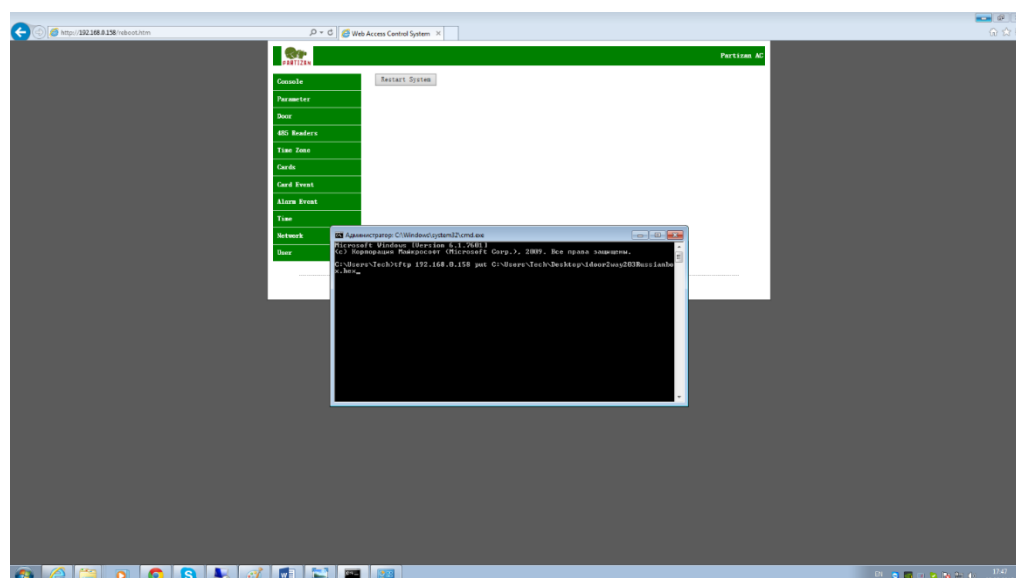 http://192.168.0.158/reboot.htm
Web Access Control System
PARTIZAN
Partizan AC
Console
Restart System
Parameter
Door
485 Readers
Time Zone
Cards
Card Event
Alarm Event
Time
Network
User
Администратор: C:\Windows\system32\cmd.exe
Microsoft Windows [Version 6.1.7601]
(c) Корпорация Майкрософт (Microsoft Corp.), 2009. Все права защищены.
C:\Users\Tech>tftp 192.168.0.158 put C:\Users\Tech\Desktop\1door2way203Russianhe
x.hex_
EN
17:47